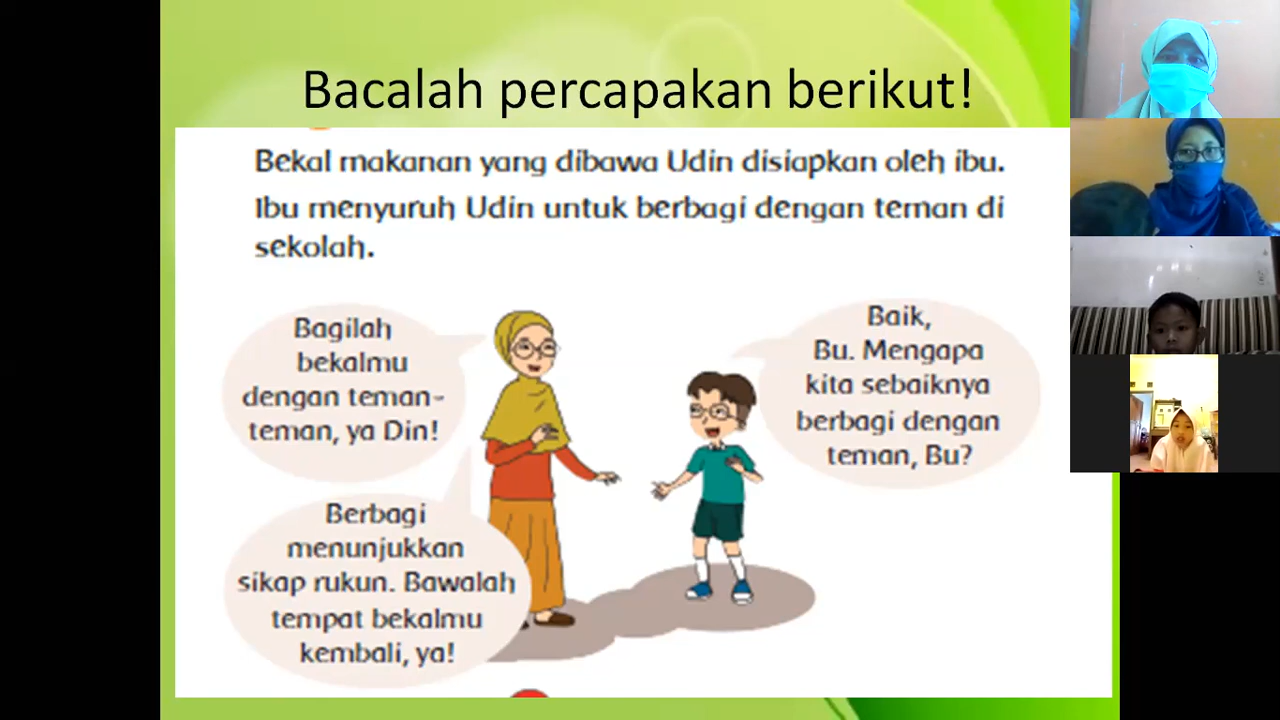 Bacalah percapakan berikut!
Bekal makanan yang dibawa Udin disiapkan oleh ibu.
Ibu menyuruh Udin untuk berbagi dengan teman di
sekolah.
Bagilah
bekalmu
dengan teman-
teman, ya Din!
Baik,
Bu. Mengapa
kita sebaiknya
berbagi dengan
teman, Bu?
Berbagi
menunjukkan
sikap rukun. Bawalah
tempat bekalmu
kembali, ya!